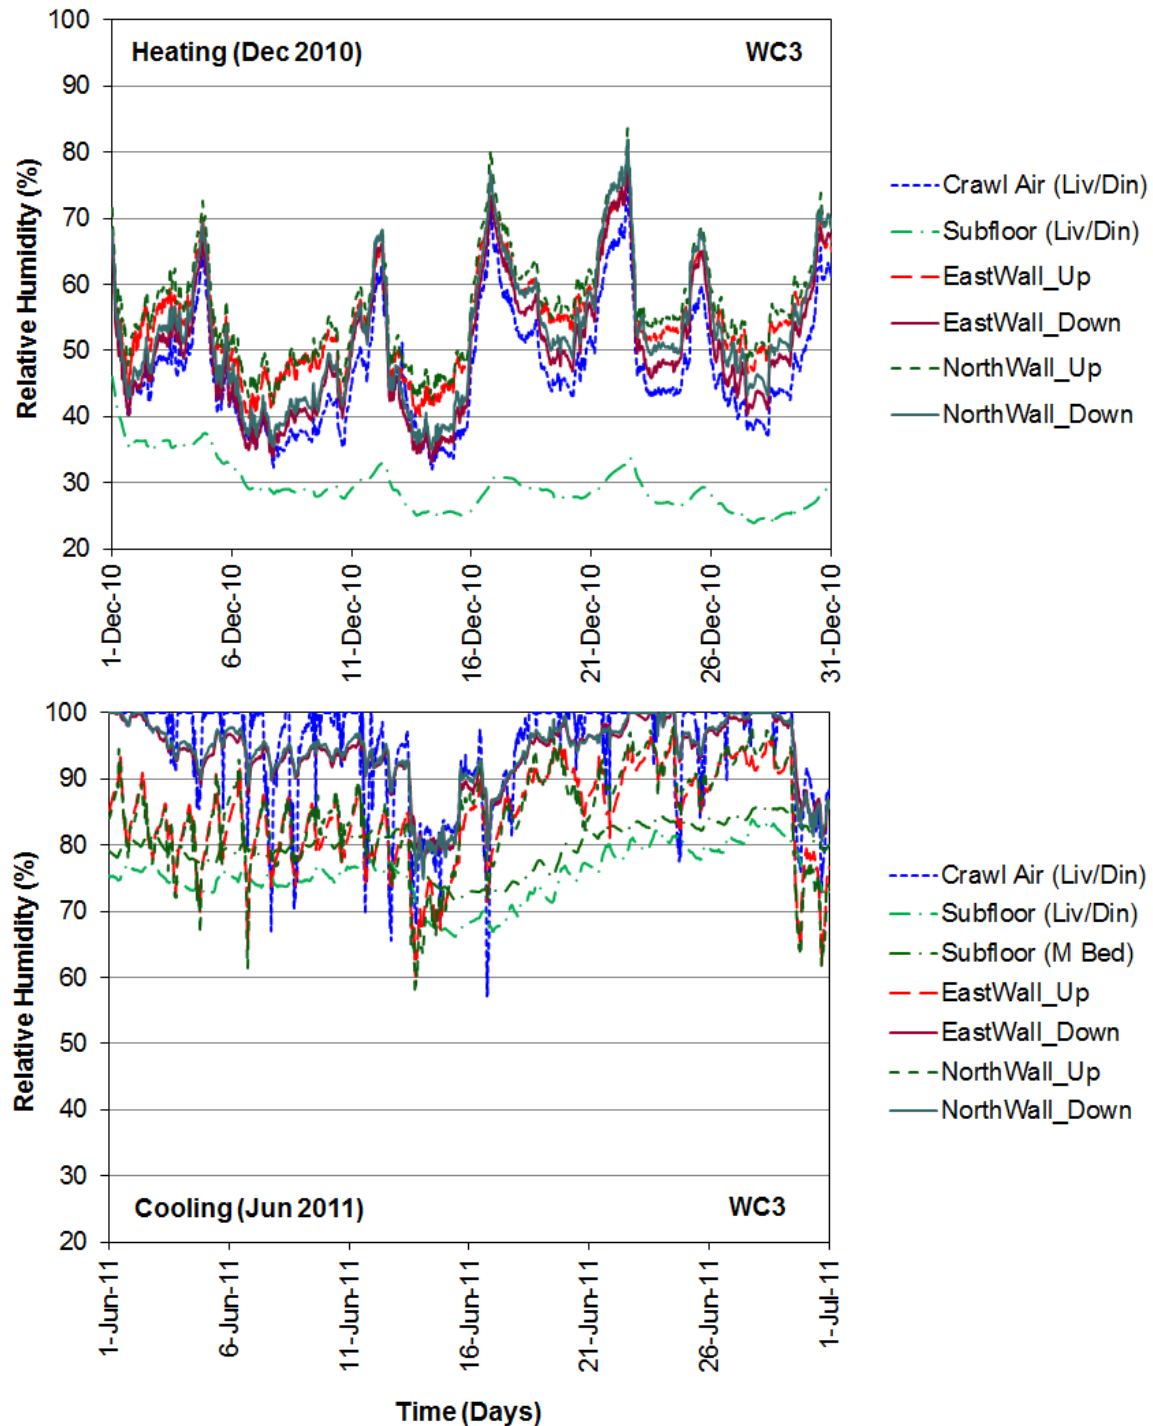 100
90
80
70
60
50
40
30
20
Relative Humidity (%)
Heating (Dec 2010) WC3
1-Dec-10
6-Dec-10
11-Dec-10
16-Dec-10
21-Dec-10
26-Dec-10
31-Dec-10
Crawl Air (Liv/Din)
Subfloor (Liv/Din)
EastWall_Up
EastWall_Down
NorthWall_Up
NorthWall_Down
100
90
80
70
60
50
40
30
20
Relative Humidity (%)
Cooling (Jun 2011) WC3
1-Jun-11
6-Jun-11
11-Jun-11
16-Jun-11
21-Jun-11
26-Jun-11
1-Jul-11
Time (Days)
Crawl Air (Liv/Din)
Subfloor (Liv/Din)
Subfloor (M Bed)
EastWall_Up
EastWall_Down
NorthWall_Up
NorthWall_Down